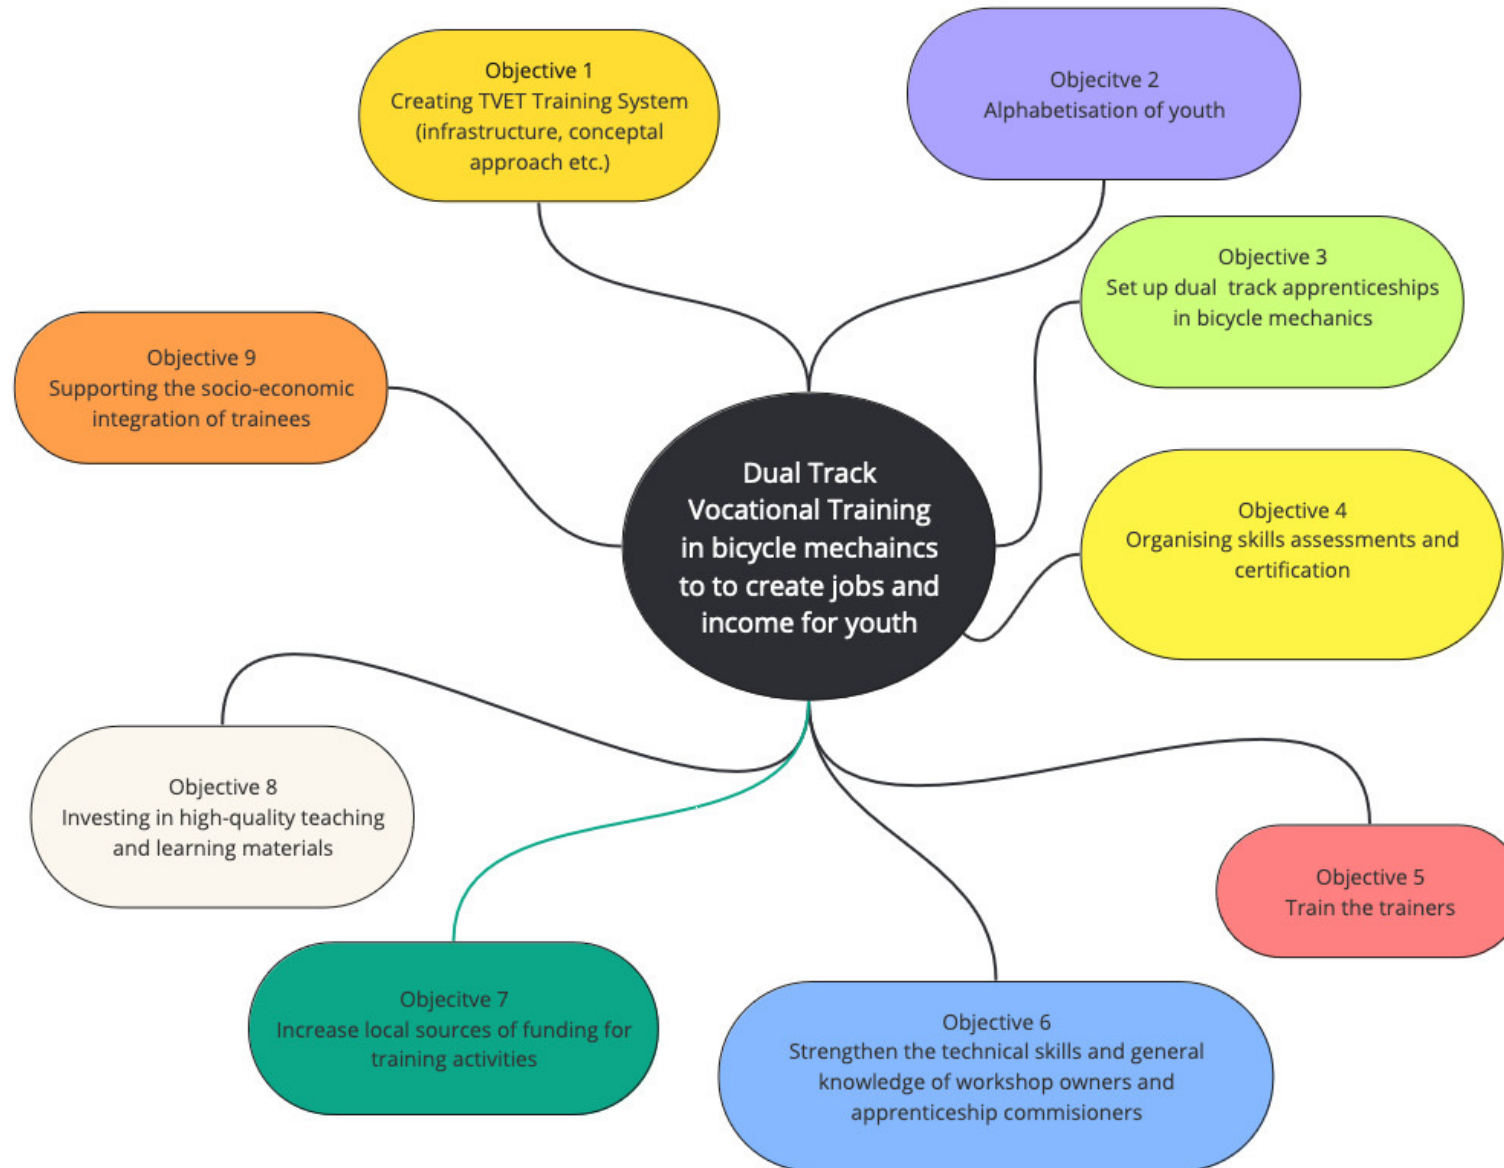 Objective 1
Creating TVET Training System
(infrastructure, conceptal
approach etc.)
Objecitve 2
Alphabetisation of youth
Objective 3
Set up dual  track apprenticeships
in bicycle mechanics
Objective 9
Supporting the socio-economic
integration of trainees
Dual Track
Vocational Training
in bicycle mechaincs
to to create jobs and
income for youth
Objective 4
Organising skills assessments and
certification
Objective 8
Investing in high-quality teaching
and learning materials
Objective 5
Train the trainers
Objecitve 7
Increase local sources of funding for
training activities
Objective 6
Strengthen the technical skills and general
knowledge of workshop owners and
apprenticeship commisioners